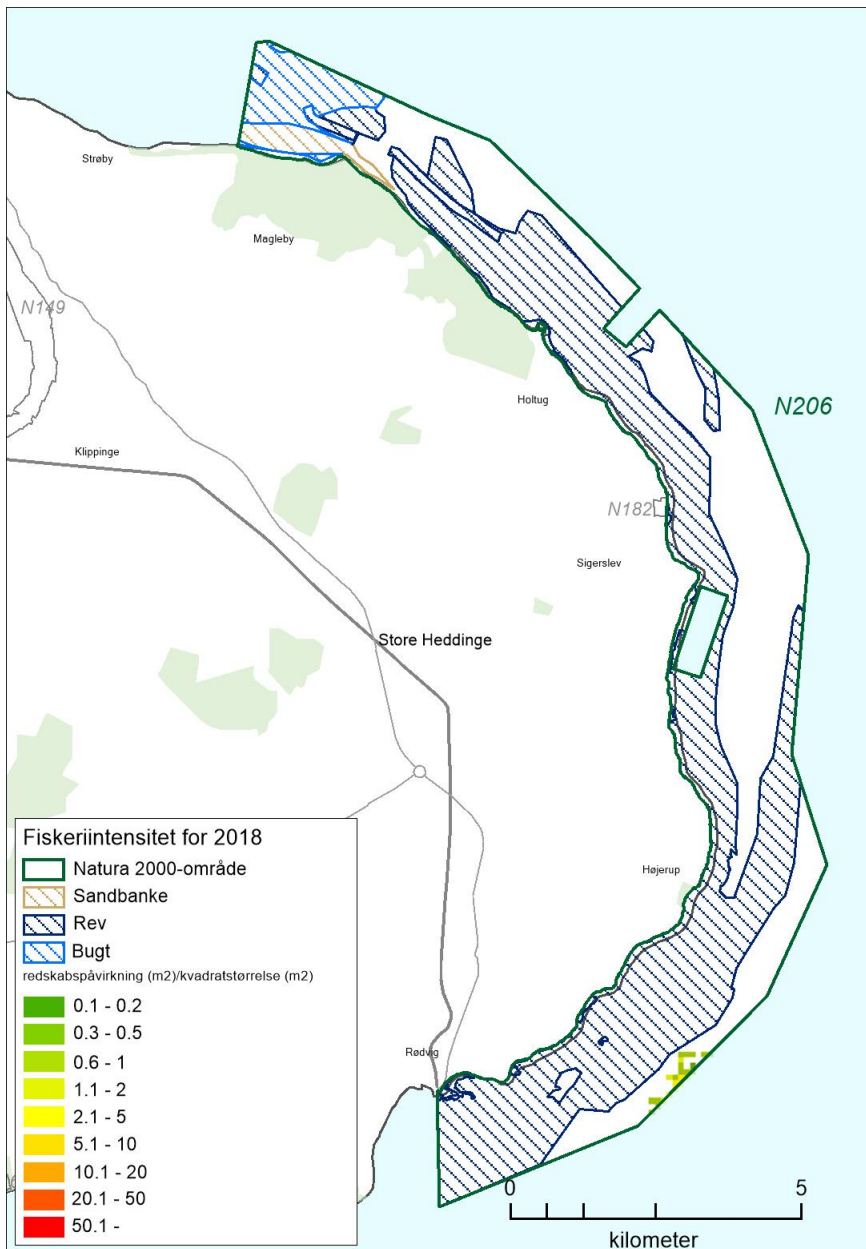 Strøby
Magleby
N149
Holtug
N206
Klippinge
N182
Sigerslev
Store Heddinge
Højerup
Rødvig
Fiskeriintensitet for 2018
Natura 2000-område
Sandbanke
Rev
Bugt
redskabspåvirkning (m2)/kvadratstørrelse (m2)
0.1 - 0.2
0.3 - 0.5
0.6 - 1
1.1 - 2
2.1 - 5
5.1 - 10
10.1 - 20
20.1 - 50
50.1 -
0 5
kilometer